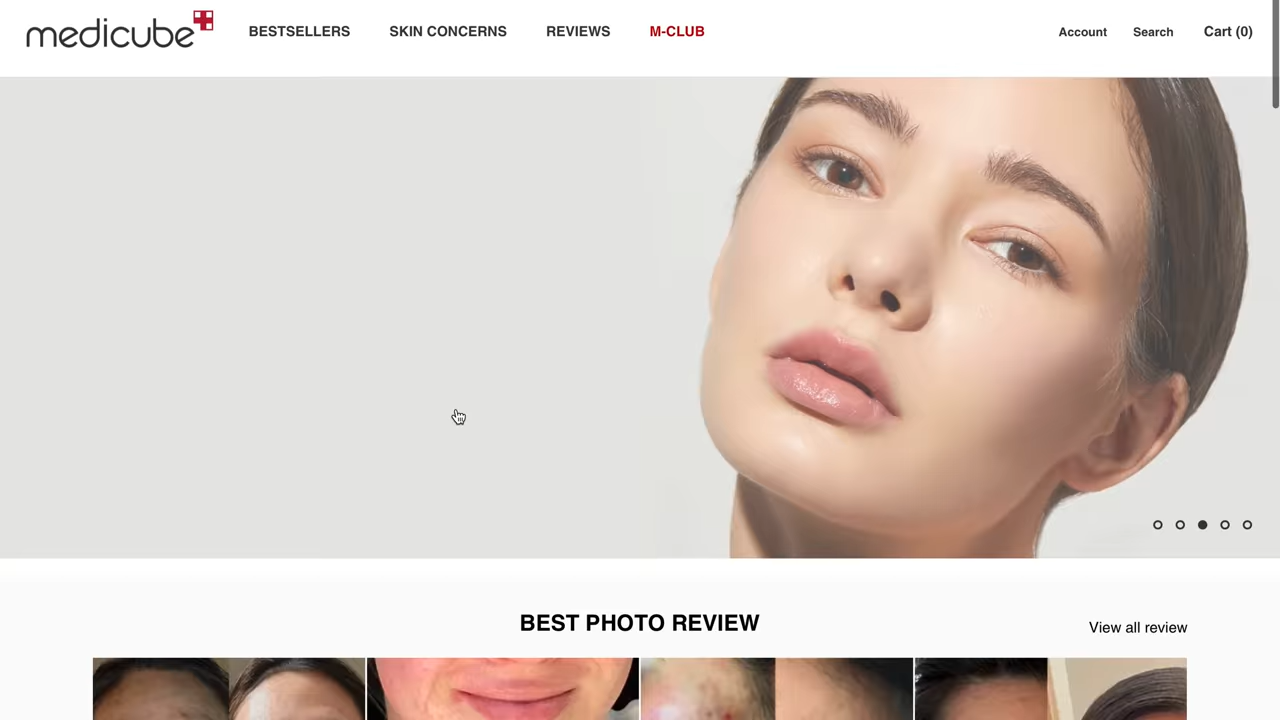 medicube
BESTSELLERS
SKIN CONCERNS
REVIEWS
M-CLUB
Account
Search
Cart (0)
BEST PHOTO REVIEW
View all review